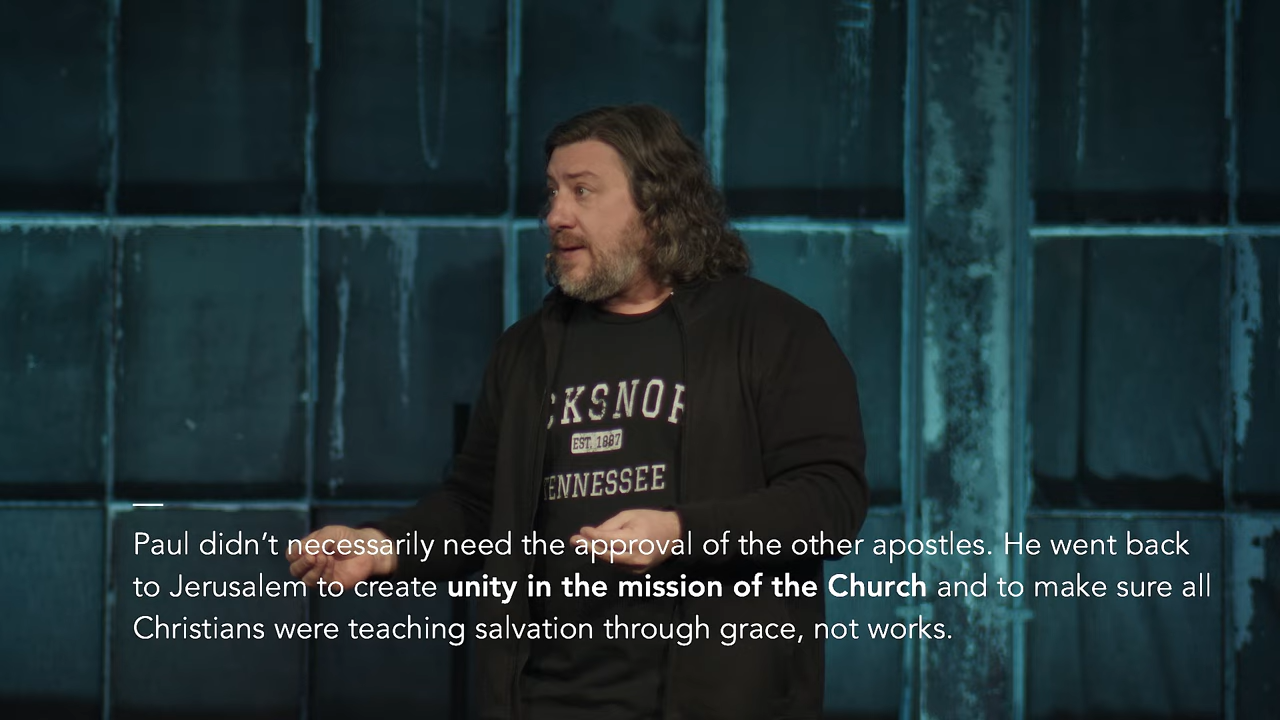 CKSNOR
EST. 1887
TENNESSEE
Paul didn’t necessarily need the approval of the other apostles. He went back
to Jerusalem to create unity in the mission of the Church and to make sure all
Christians were teaching salvation through grace, not works.